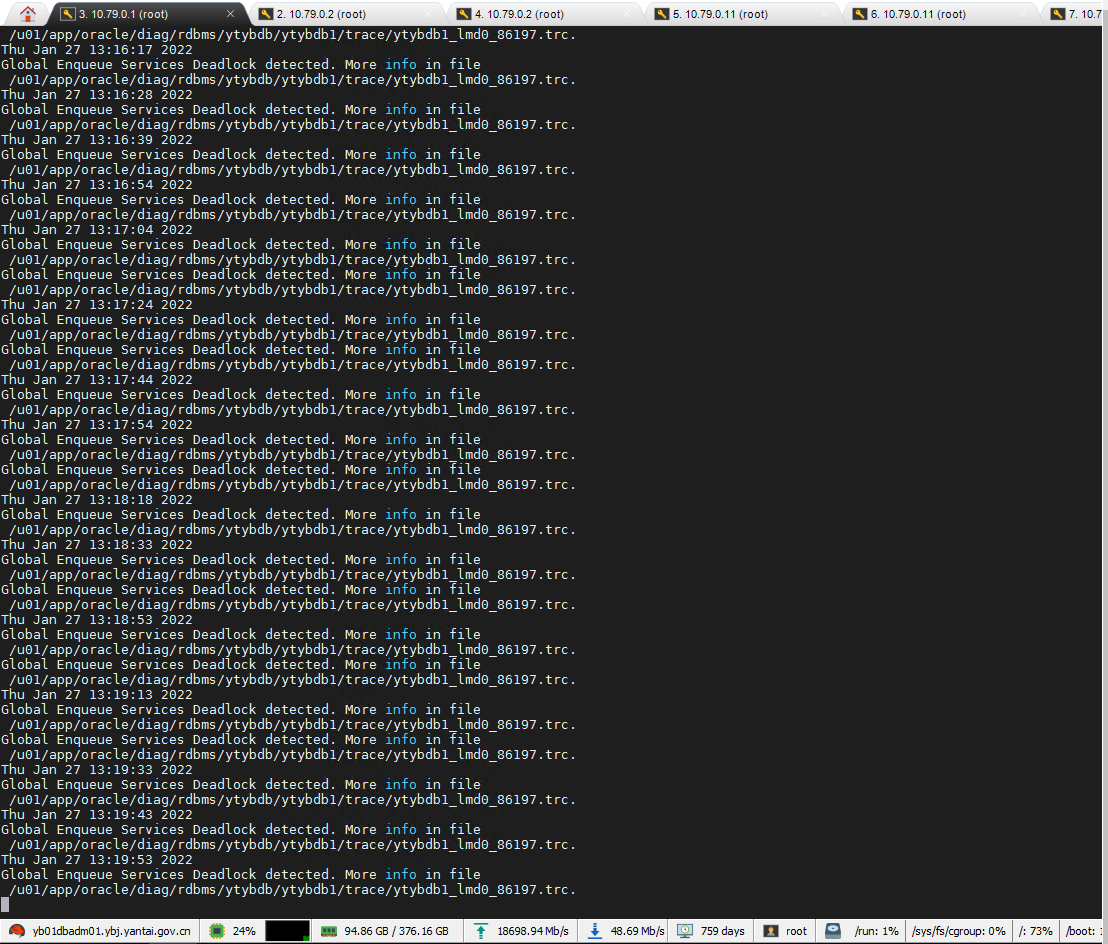 3. 10.79.0.1 (root)
2. 10.79.0.2 (root)
4. 10.79.0.2 (root)
5. 10.79.0.11 (root)
6. 10.79.0.11 (root)
7. 10.7
/u01/app/oracle/diag/rdbms/ytybdb/ytybdb1/trace/ytybdb1_lmd0_86197.trc.
Thu Jan 27 13:16:17 2022
Global Enqueue Services Deadlock detected. More info in file
/u01/app/oracle/diag/rdbms/ytybdb/ytybdb1/trace/ytybdb1_lmd0_86197.trc.
Thu Jan 27 13:16:28 2022
Global Enqueue Services Deadlock detected. More info in file
/u01/app/oracle/diag/rdbms/ytybdb/ytybdb1/trace/ytybdb1_lmd0_86197.trc.
Thu Jan 27 13:16:39 2022
Global Enqueue Services Deadlock detected. More info in file
/u01/app/oracle/diag/rdbms/ytybdb/ytybdb1/trace/ytybdb1_lmd0_86197.trc.
Thu Jan 27 13:16:54 2022
Global Enqueue Services Deadlock detected. More info in file
/u01/app/oracle/diag/rdbms/ytybdb/ytybdb1/trace/ytybdb1_lmd0_86197.trc.
Thu Jan 27 13:17:04 2022
Global Enqueue Services Deadlock detected. More info in file
/u01/app/oracle/diag/rdbms/ytybdb/ytybdb1/trace/ytybdb1_lmd0_86197.trc.
Global Enqueue Services Deadlock detected. More info in file
/u01/app/oracle/diag/rdbms/ytybdb/ytybdb1/trace/ytybdb1_lmd0_86197.trc.
Thu Jan 27 13:17:24 2022
Global Enqueue Services Deadlock detected. More info in file
/u01/app/oracle/diag/rdbms/ytybdb/ytybdb1/trace/ytybdb1_lmd0_86197.trc.
Global Enqueue Services Deadlock detected. More info in file
/u01/app/oracle/diag/rdbms/ytybdb/ytybdb1/trace/ytybdb1_lmd0_86197.trc.
Thu Jan 27 13:17:44 2022
Global Enqueue Services Deadlock detected. More info in file
/u01/app/oracle/diag/rdbms/ytybdb/ytybdb1/trace/ytybdb1_lmd0_86197.trc.
Thu Jan 27 13:17:54 2022
Global Enqueue Services Deadlock detected. More info in file
/u01/app/oracle/diag/rdbms/ytybdb/ytybdb1/trace/ytybdb1_lmd0_86197.trc.
Global Enqueue Services Deadlock detected. More info in file
/u01/app/oracle/diag/rdbms/ytybdb/ytybdb1/trace/ytybdb1_lmd0_86197.trc.
Thu Jan 27 13:18:18 2022
Global Enqueue Services Deadlock detected. More info in file
/u01/app/oracle/diag/rdbms/ytybdb/ytybdb1/trace/ytybdb1_lmd0_86197.trc.
Thu Jan 27 13:18:33 2022
Global Enqueue Services Deadlock detected. More info in file
/u01/app/oracle/diag/rdbms/ytybdb/ytybdb1/trace/ytybdb1_lmd0_86197.trc.
Global Enqueue Services Deadlock detected. More info in file
/u01/app/oracle/diag/rdbms/ytybdb/ytybdb1/trace/ytybdb1_lmd0_86197.trc.
Thu Jan 27 13:18:53 2022
Global Enqueue Services Deadlock detected. More info in file
/u01/app/oracle/diag/rdbms/ytybdb/ytybdb1/trace/ytybdb1_lmd0_86197.trc.
Global Enqueue Services Deadlock detected. More info in file
/u01/app/oracle/diag/rdbms/ytybdb/ytybdb1/trace/ytybdb1_lmd0_86197.trc.
Thu Jan 27 13:19:13 2022
Global Enqueue Services Deadlock detected. More info in file
/u01/app/oracle/diag/rdbms/ytybdb/ytybdb1/trace/ytybdb1_lmd0_86197.trc.
Global Enqueue Services Deadlock detected. More info in file
/u01/app/oracle/diag/rdbms/ytybdb/ytybdb1/trace/ytybdb1_lmd0_86197.trc.
Thu Jan 27 13:19:33 2022
Global Enqueue Services Deadlock detected. More info in file
/u01/app/oracle/diag/rdbms/ytybdb/ytybdb1/trace/ytybdb1_lmd0_86197.trc.
Thu Jan 27 13:19:43 2022
Global Enqueue Services Deadlock detected. More info in file
/u01/app/oracle/diag/rdbms/ytybdb/ytybdb1/trace/ytybdb1_lmd0_86197.trc.
Thu Jan 27 13:19:53 2022
Global Enqueue Services Deadlock detected. More info in file
/u01/app/oracle/diag/rdbms/ytybdb/ytybdb1/trace/ytybdb1_lmd0_86197.trc.
yb01dbadm01.ybj.yantai.gov.cn
24%
94.86 GB / 376.16 GB
18698.94 Mb/s
48.69 Mb/s
759 days
root
/run: 1%
/sys/fs/cgroup: 0%
/: 73%
/boot: